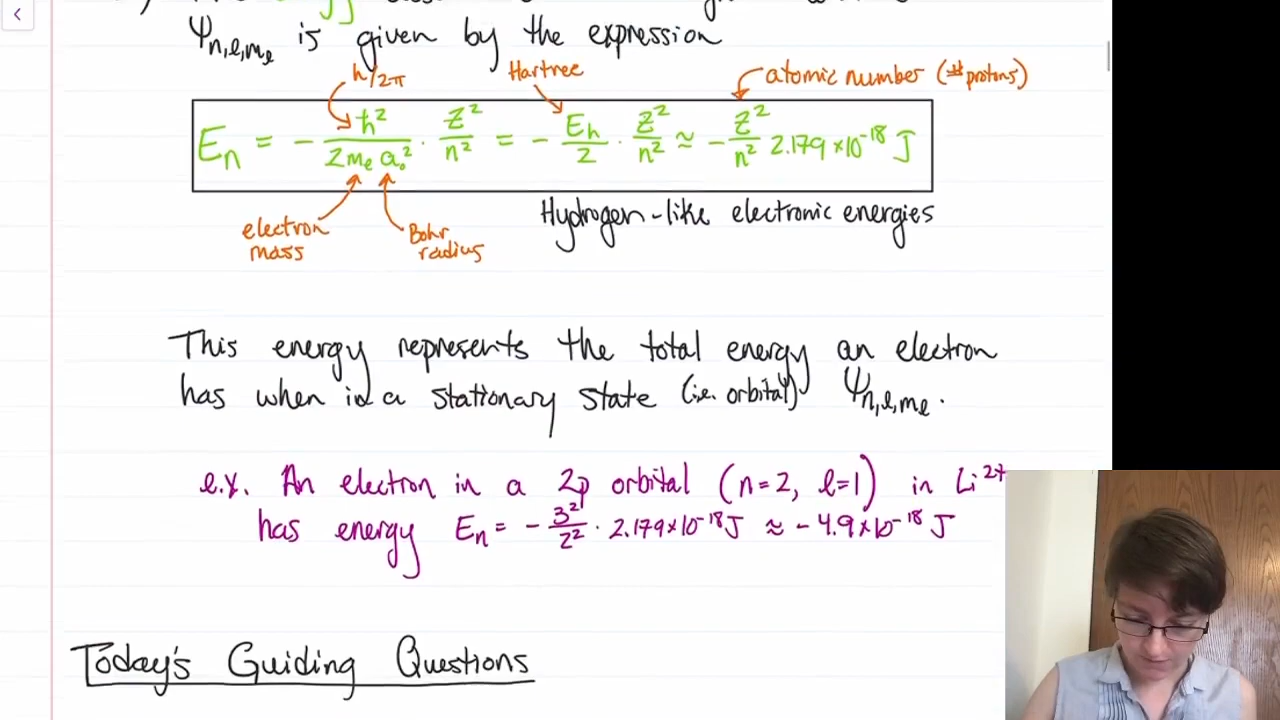 Ψn,ℓ,mℓ is given by the expression
ħ/2π
Hartree
atomic number (# protons)
En = - ħ²/2mₑa₀² · Z²/n² = - Eh/2 · Z²/n² ≈ - Z²/n² 2.179×10⁻¹⁸ J
electron mass
Bohr radius
Hydrogen-like electronic energies
This energy represents the total energy an electron
has when in a stationary state (i.e. orbital) Ψn,ℓ,mℓ.
e.x. An electron in a 2p orbital (n=2, ℓ=1) in Li²⁺
has energy En = - 3²/2² · 2.179×10⁻¹⁸ J ≈ - 4.9×10⁻¹⁸ J
Today's Guiding Questions